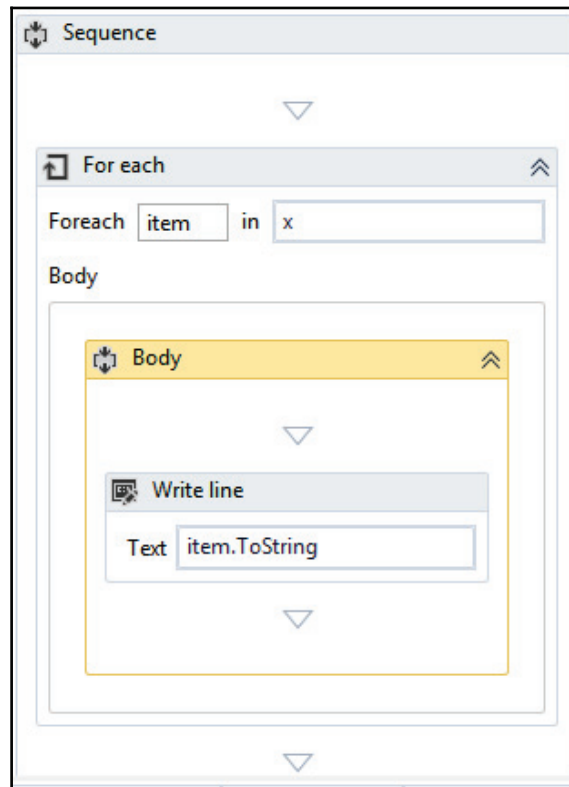 Sequence
For each
Foreach item in x
Body
Body
Write line
Text item.ToString